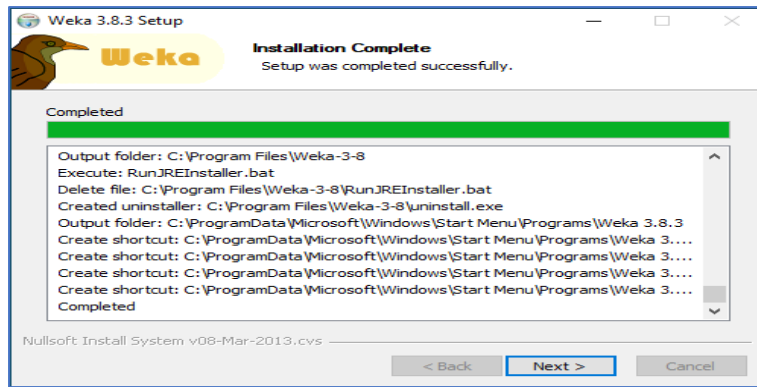 Weka 3.8.3 Setup
Weka
Installation Complete
Setup was completed successfully.
Completed
Output folder: C:\Program Files\Weka-3-8
Execute: RunJREInstaller.bat
Delete file: C:\Program Files\Weka-3-8\RunJREInstaller.bat
Created uninstaller: C:\Program Files\Weka-3-8\uninstall.exe
Output folder: C:\ProgramData\Microsoft\Windows\Start Menu\Programs\Weka 3.8.3
Create shortcut: C:\ProgramData\Microsoft\Windows\Start Menu\Programs\Weka 3....
Create shortcut: C:\ProgramData\Microsoft\Windows\Start Menu\Programs\Weka 3....
Create shortcut: C:\ProgramData\Microsoft\Windows\Start Menu\Programs\Weka 3....
Create shortcut: C:\ProgramData\Microsoft\Windows\Start Menu\Programs\Weka 3....
Completed
Nullsoft Install System v08-Mar-2013.cvs
< Back Next > Cancel